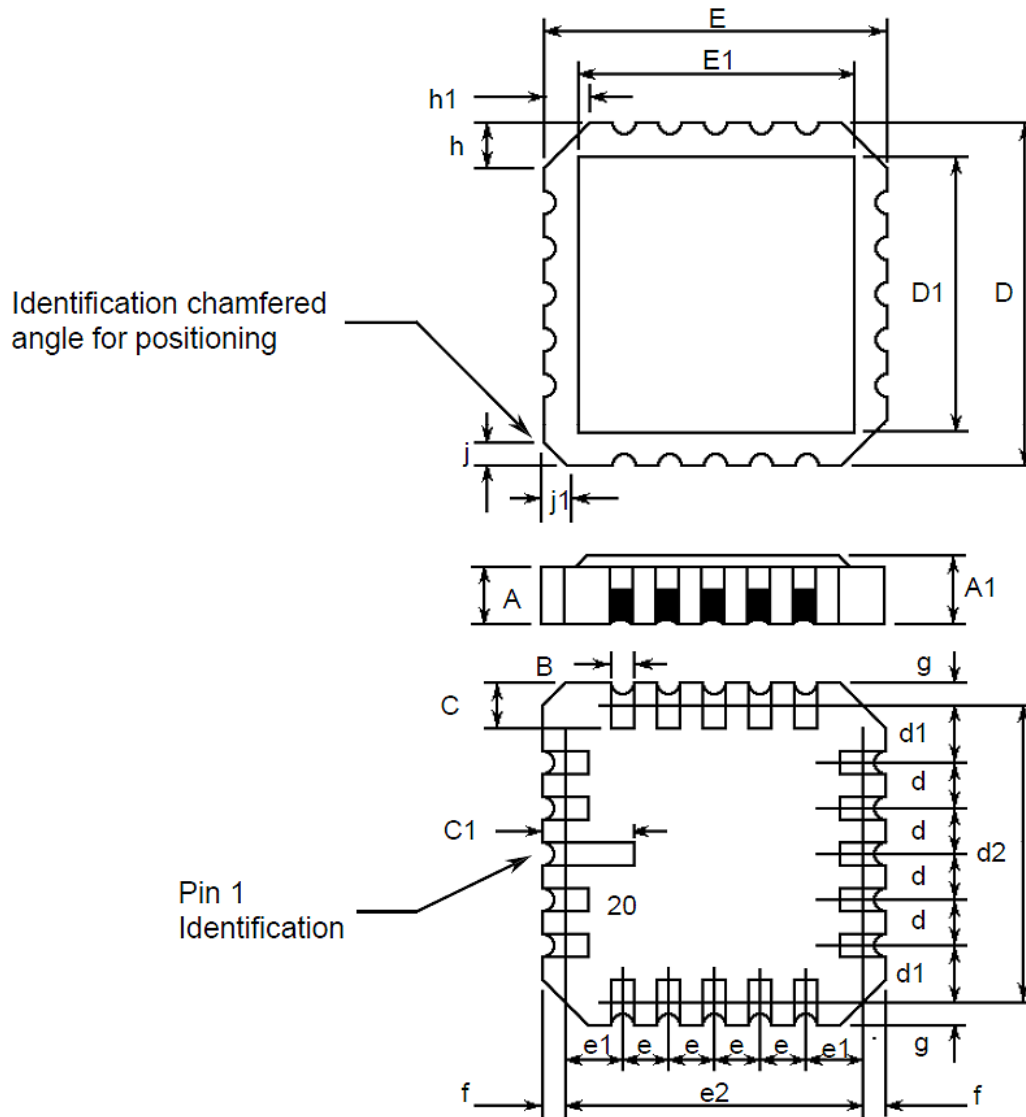 E
E1
h1
h
Identification chamfered
angle for positioning
D1
D
j
j1
A
A1
B
g
C
d1
d
C1
d
d2
d
Pin 1
Identification
20
d
d1
e1 e e e e e1
g
f
e2
f